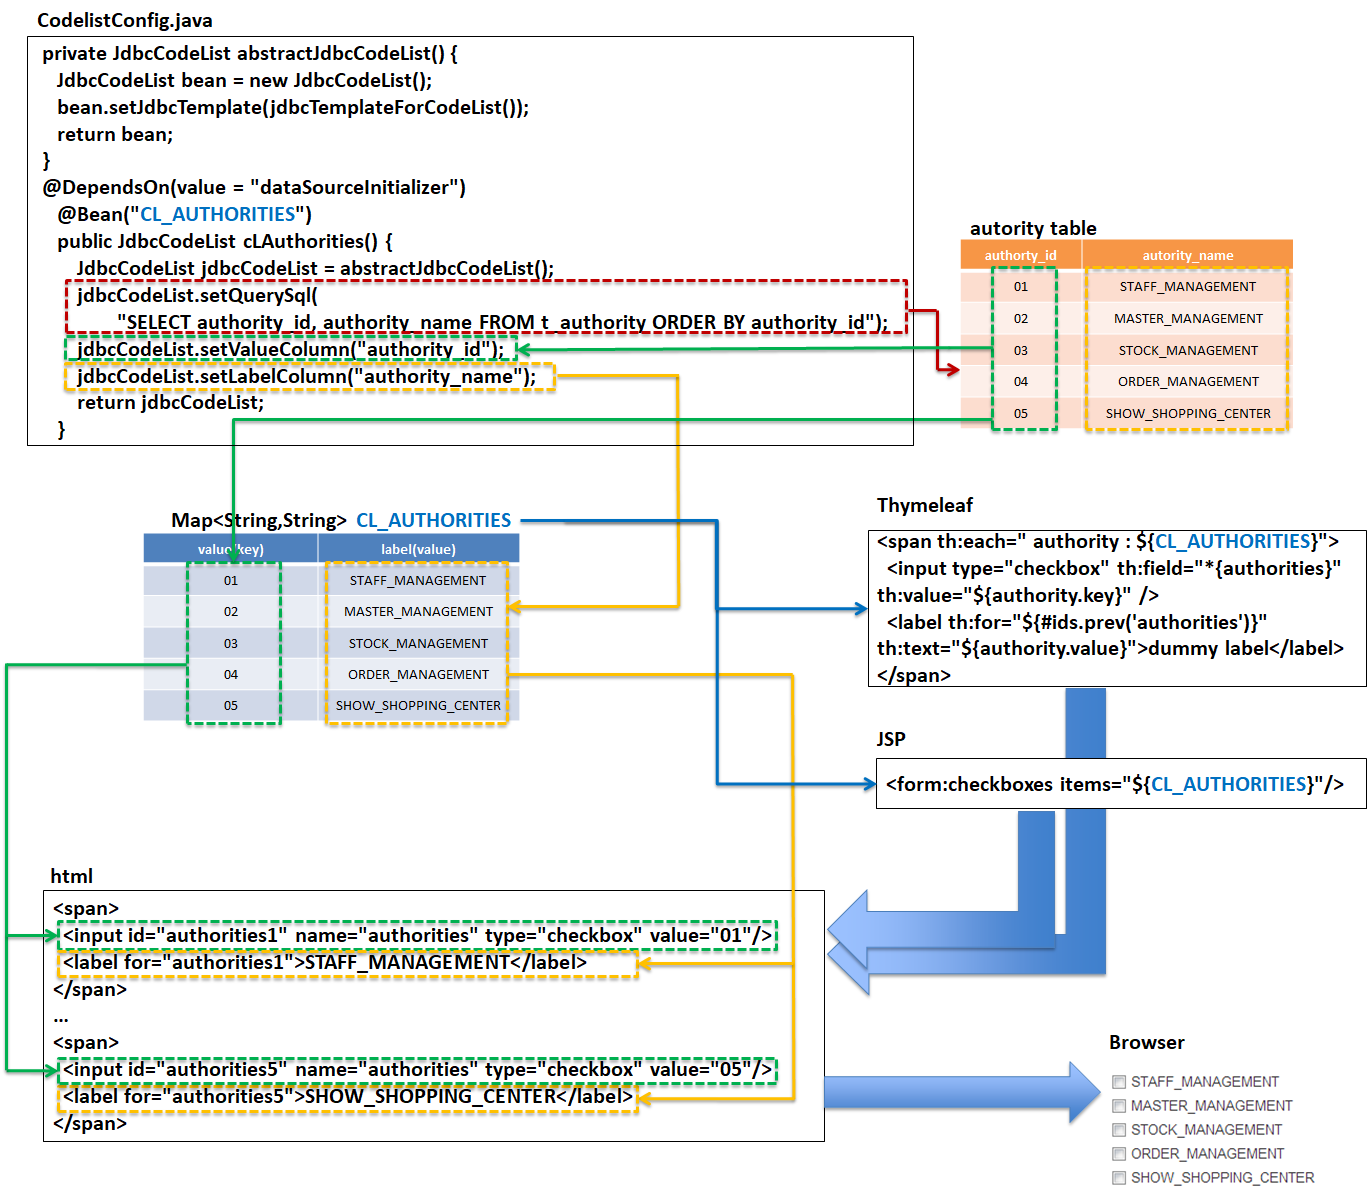 CodelistConfig.java
private JdbcCodeList abstractJdbcCodeList() {
JdbcCodeList bean = new JdbcCodeList();
bean.setJdbcTemplate(jdbcTemplateForCodeList());
return bean;
}
@DependsOn(value = "dataSourceInitializer")
@Bean("CL_AUTHORITIES")
public JdbcCodeList cLAuthorities() {
JdbcCodeList jdbcCodeList = abstractJdbcCodeList();
jdbcCodeList.setQuerySql(
"SELECT authority_id, authority_name FROM t_authority ORDER BY authority_id");
jdbcCodeList.setValueColumn("authority_id");
jdbcCodeList.setLabelColumn("authority_name");
return jdbcCodeList;
}
autority table
authorty_id autority_name
01 STAFF_MANAGEMENT
02 MASTER_MANAGEMENT
03 STOCK_MANAGEMENT
04 ORDER_MANAGEMENT
05 SHOW_SHOPPING_CENTER
Map<String,String> CL_AUTHORITIES
value(key) label(value)
01 STAFF_MANAGEMENT
02 MASTER_MANAGEMENT
03 STOCK_MANAGEMENT
04 ORDER_MANAGEMENT
05 SHOW_SHOPPING_CENTER
Thymeleaf
<span th:each=" authority : ${CL_AUTHORITIES}">
<input type="checkbox" th:field="*{authorities}"
th:value="${authority.key}" />
<label th:for="${#ids.prev('authorities')}"
th:text="${authority.value}">dummy label</label>
</span>
JSP
<form:checkboxes items="${CL_AUTHORITIES}"/>
html
<span>
<input id="authorities1" name="authorities" type="checkbox" value="01"/>
<label for="authorities1">STAFF_MANAGEMENT</label>
</span>
...
<span>
<input id="authorities5" name="authorities" type="checkbox" value="05"/>
<label for="authorities5">SHOW_SHOPPING_CENTER</label>
</span>
Browser
STAFF_MANAGEMENT
MASTER_MANAGEMENT
STOCK_MANAGEMENT
ORDER_MANAGEMENT
SHOW_SHOPPING_CENTER